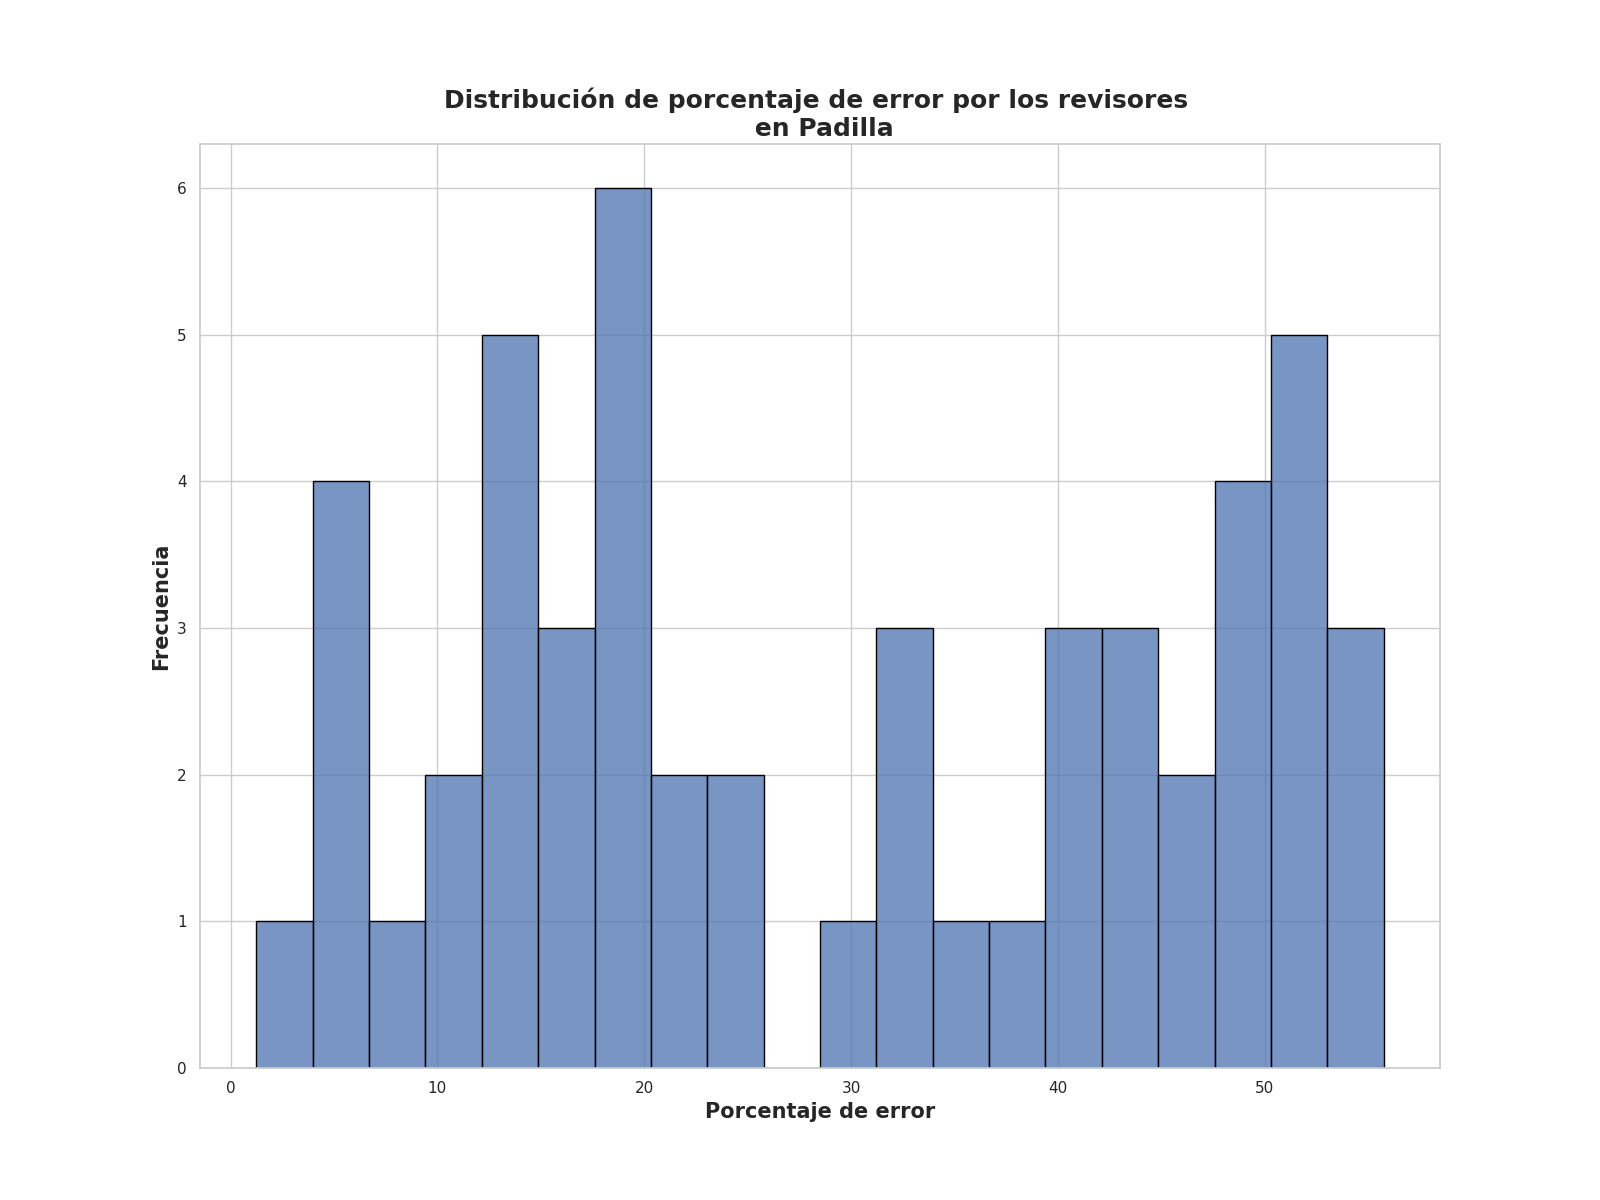 Distribución de porcentaje de error por los revisores
en Padilla
Frecuencia
6
5
4
3
2
1
0
0 10 20 30 40 50
Porcentaje de error